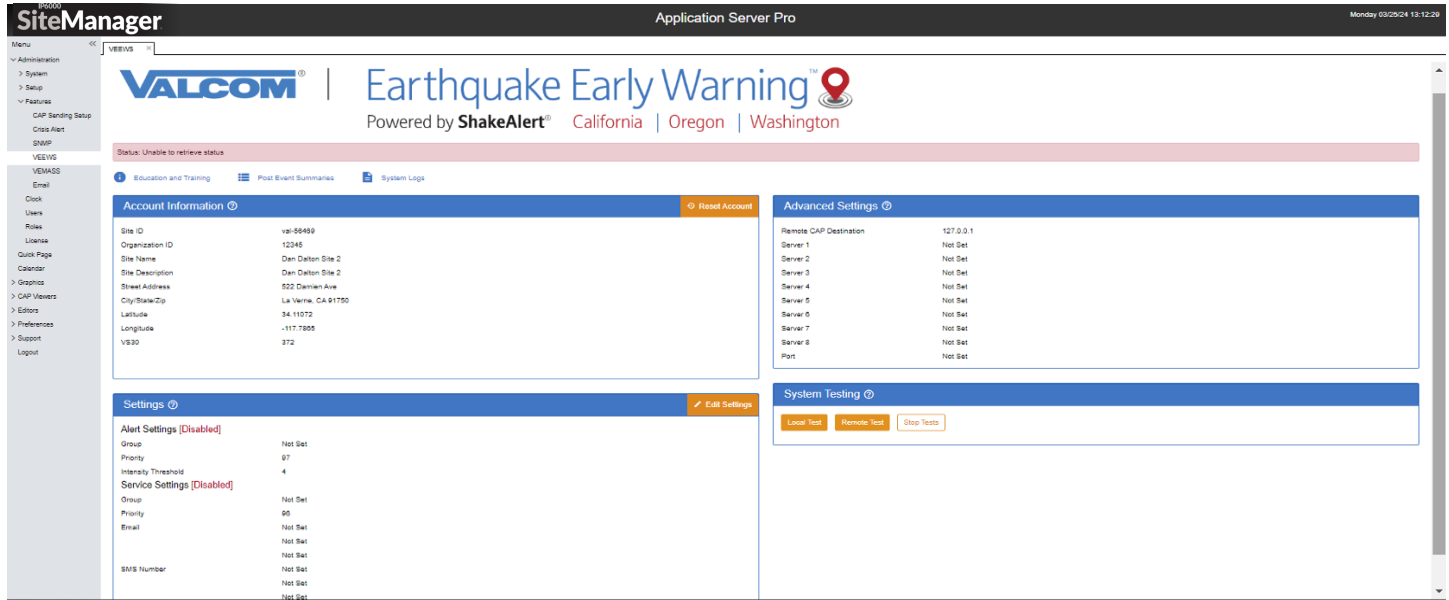 IP6000
SiteManager
Application Server Pro
Monday 03/25/24 13:12:29
Menu
Administration
System
Setup
Features
CAP Sending Setup
Crisis Alert
SNMP
VEEWS
VEMASS
Email
Clock
Users
Roles
License
Quick Page
Calendar
Graphics
CAP Viewers
Editors
Preferences
Support
Logout
VEEWS
VALCOM® | Earthquake Early Warning™
Powered by ShakeAlert® California | Oregon | Washington
Status: Unable to retrieve status
Education and Training Post Event Summaries System Logs
Account Information Reset Account
Site ID val-56469
Organization ID 12345
Site Name Dan Dalton Site 2
Site Description Dan Dalton Site 2
Street Address 522 Damien Ave
City/State/Zip La Verne, CA 91750
Latitude 34.11072
Longitude -117.7865
VS30 372
Settings Edit Settings
Alert Settings [Disabled]
Group Not Set
Priority 97
Intensity Threshold 4
Service Settings [Disabled]
Group Not Set
Priority 96
Email Not Set
Not Set
Not Set
SMS Number Not Set
Not Set
Not Set
Advanced Settings
Remote CAP Destination 127.0.0.1
Server 1 Not Set
Server 2 Not Set
Server 3 Not Set
Server 4 Not Set
Server 5 Not Set
Server 6 Not Set
Server 7 Not Set
Server 8 Not Set
Port Not Set
System Testing
Local Test Remote Test Stop Tests